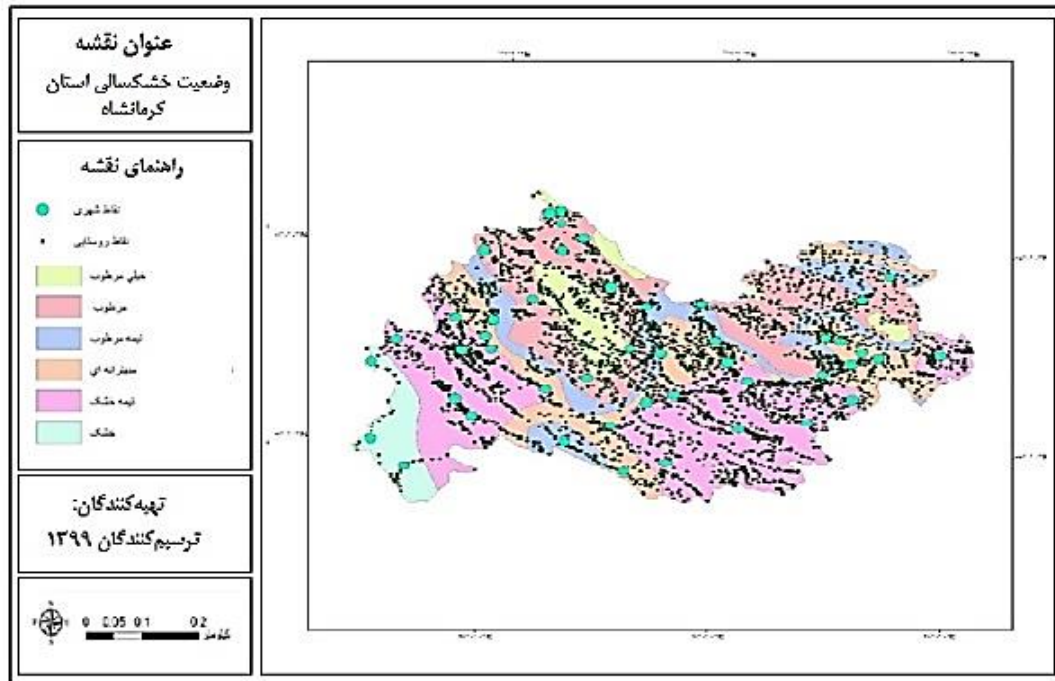 عنوان نقشه
وضعیت خشکسالی استان
کرمانشاه
راهنمای نقشه
نقاط شهری
نقاط روستایی
خیلی مرطوب
مرطوب
نیمه مرطوب
مدیترانه ای
نیمه خشک
خشک
تهیه‌کنندگان:
ترسیم‌کنندگان ۱۳۹۹
0 0.05 0.1 0.2
کیلومتر